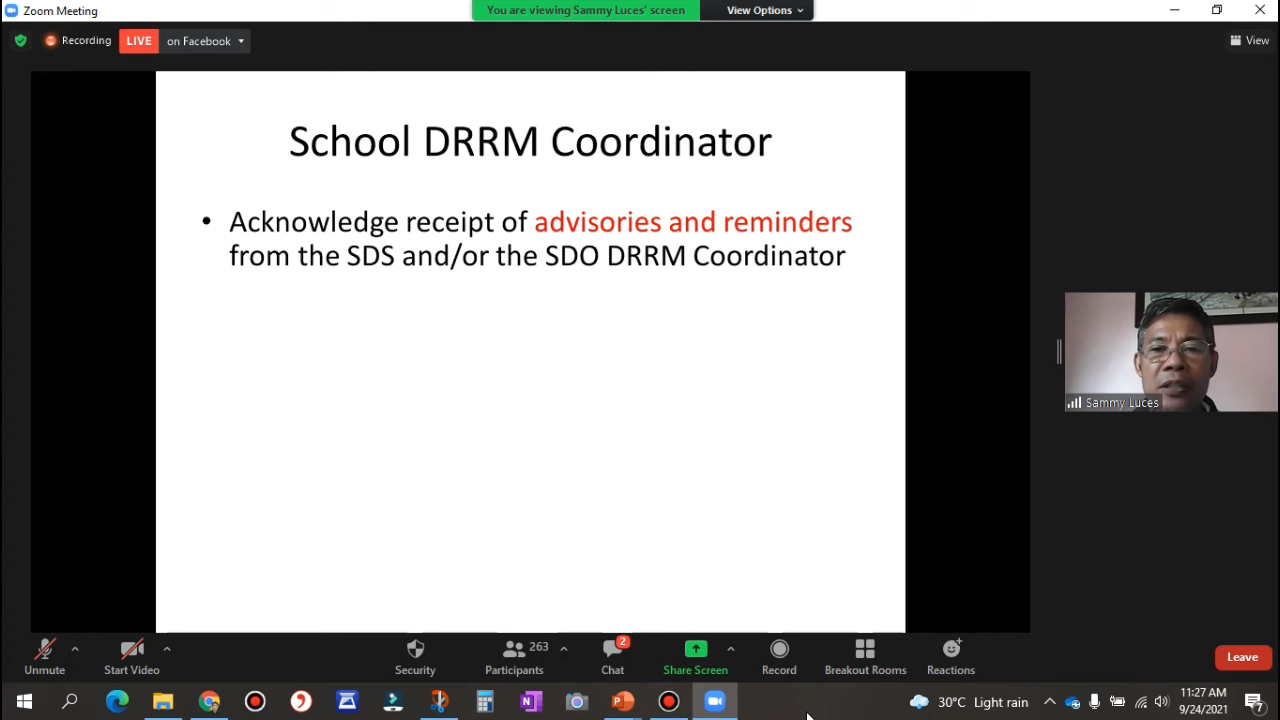 Zoom Meeting
You are viewing Sammy Luces' screen
View Options
Recording
LIVE
on Facebook
View
School DRRM Coordinator
• Acknowledge receipt of advisories and reminders
from the SDS and/or the SDO DRRM Coordinator
Sammy Luces
Unmute
Start Video
Security
Participants
263
Chat
2
Share Screen
Record
Breakout Rooms
Reactions
Leave
30°C Light rain
11:27 AM
9/24/2021
7